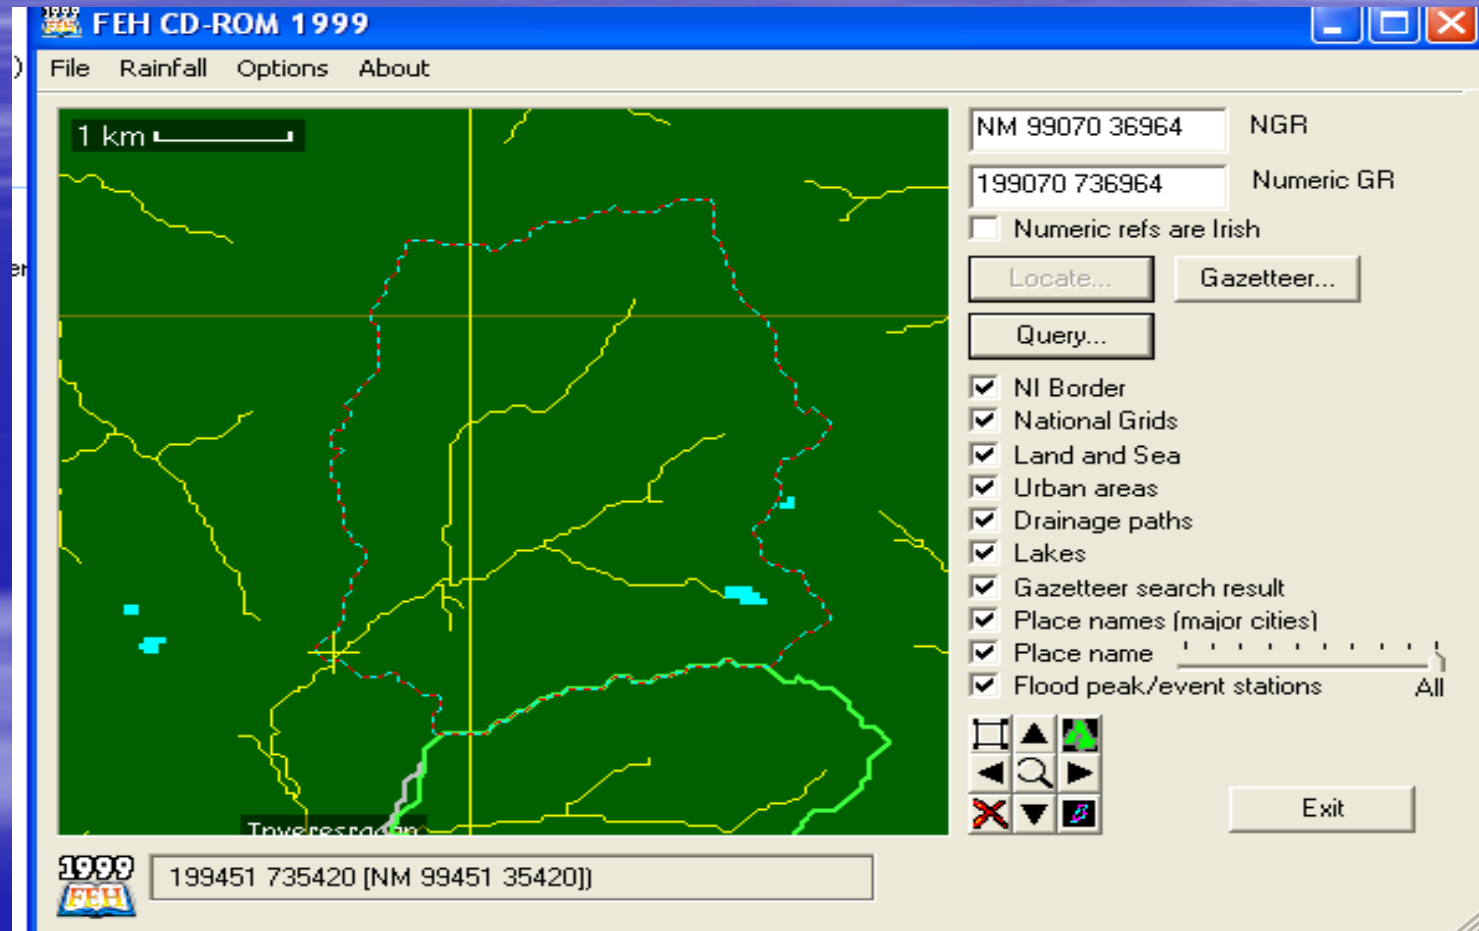 FEH CD-ROM 1999
File Rainfall Options About
1 km
NM 99070 36964 NGR
199070 736964 Numeric GR
Numeric refs are Irish
Locate... Gazetteer...
Query...
NI Border
National Grids
Land and Sea
Urban areas
Drainage paths
Lakes
Gazetteer search result
Place names (major cities)
Place name
Flood peak/event stations All
Exit
1999
FEH
199451 735420 [NM 99451 35420])